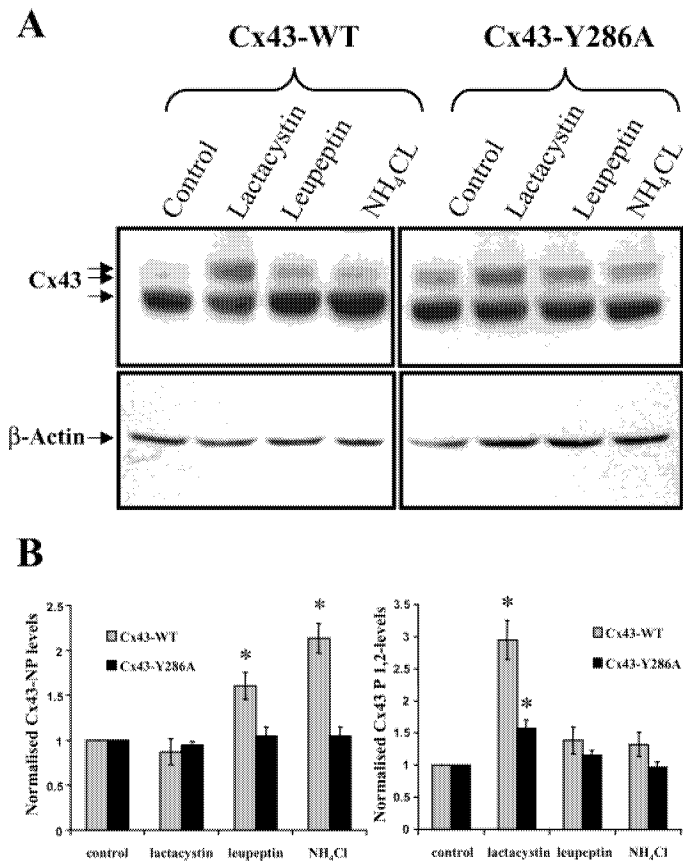 A
Cx43-WT
Cx43-Y286A
Control
Lactacystin
Leupeptin
NH₄CL
Control
Lactacystin
Leupeptin
NH₄CL
Cx43
β-Actin
B
Normalised Cx43-NP levels
2.5
2
1.5
1
0.5
0
Cx43-WT
Cx43-Y286A
*
*
control
lactacystin
leupeptin
NH₄Cl
Normalised Cx43 P 1,2-levels
3.5
3
2.5
2
1.5
1
0.5
0
Cx43-WT
Cx43-Y286A
*
*
control
lactacystin
leupeptin
NH₄Cl